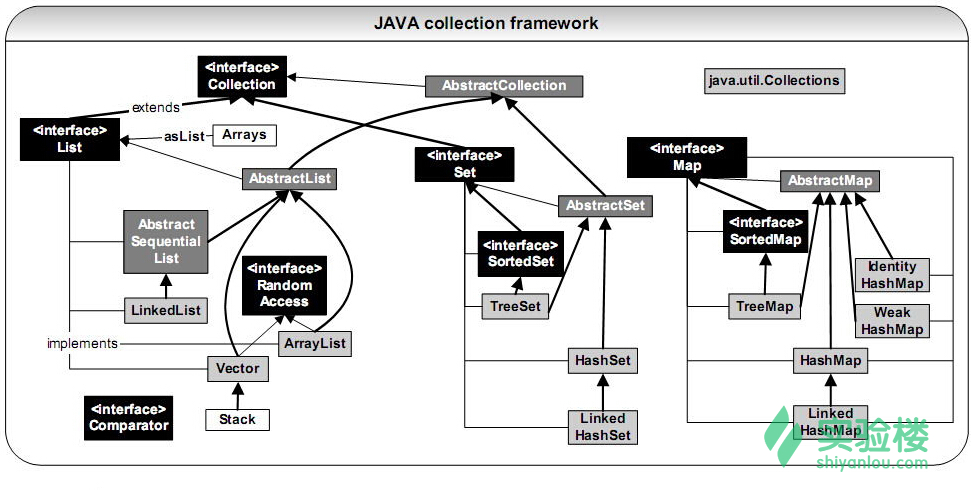 JAVA collection framework
<interface>
Collection
AbstractCollection
java.util.Collections
extends
<interface>
List
asList
Arrays
<interface>
Set
<interface>
Map
AbstractList
AbstractMap
AbstractSet
Abstract
Sequential
List
<interface>
SortedSet
<interface>
SortedMap
<interface>
Random
Access
Identity
HashMap
LinkedList
TreeSet
TreeMap
Weak
HashMap
implements
ArrayList
Vector
HashSet
HashMap
<interface>
Comparator
Stack
Linked
HashSet
Linked
HashMap
实验楼
shiyanlou.com